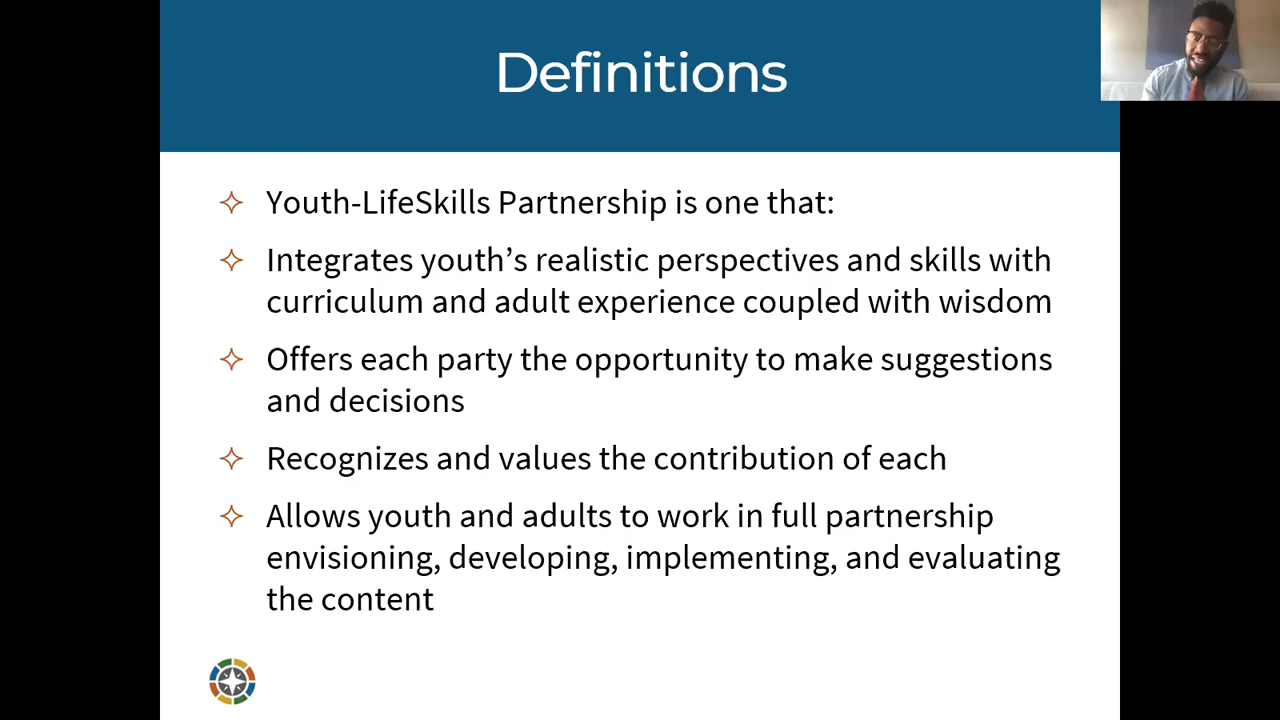 Definitions
Youth-LifeSkills Partnership is one that:
Integrates youth’s realistic perspectives and skills with
curriculum and adult experience coupled with wisdom
Offers each party the opportunity to make suggestions
and decisions
Recognizes and values the contribution of each
Allows youth and adults to work in full partnership
envisioning, developing, implementing, and evaluating
the content